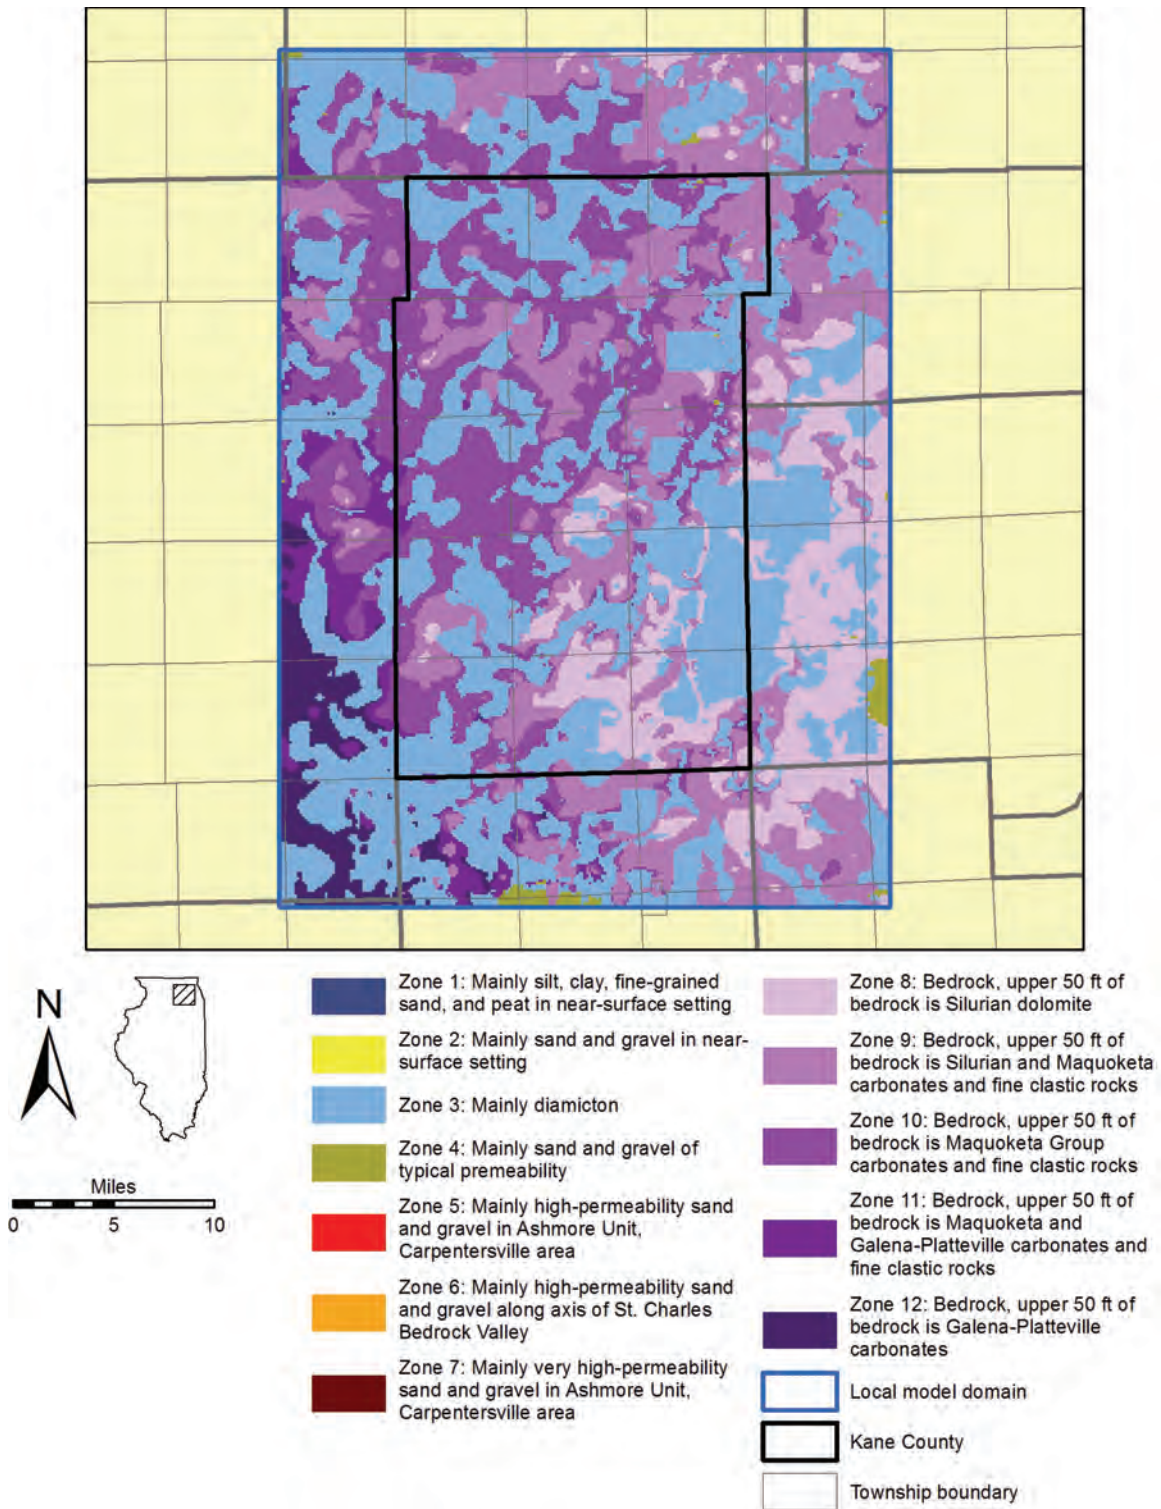 N
Miles
0 5 10
Zone 1: Mainly silt, clay, fine-grained
sand, and peat in near-surface setting
Zone 2: Mainly sand and gravel in near-
surface setting
Zone 3: Mainly diamicton
Zone 4: Mainly sand and gravel of
typical premeability
Zone 5: Mainly high-permeability sand
and gravel in Ashmore Unit,
Carpentersville area
Zone 6: Mainly high-permeability sand
and gravel along axis of St. Charles
Bedrock Valley
Zone 7: Mainly very high-permeability
sand and gravel in Ashmore Unit,
Carpentersville area
Zone 8: Bedrock, upper 50 ft of
bedrock is Silurian dolomite
Zone 9: Bedrock, upper 50 ft of
bedrock is Silurian and Maquoketa
carbonates and fine clastic rocks
Zone 10: Bedrock, upper 50 ft of
bedrock is Maquoketa Group
carbonates and fine clastic rocks
Zone 11: Bedrock, upper 50 ft of
bedrock is Maquoketa and
Galena-Platteville carbonates and
fine clastic rocks
Zone 12: Bedrock, upper 50 ft of
bedrock is Galena-Platteville
carbonates
Local model domain
Kane County
Township boundary